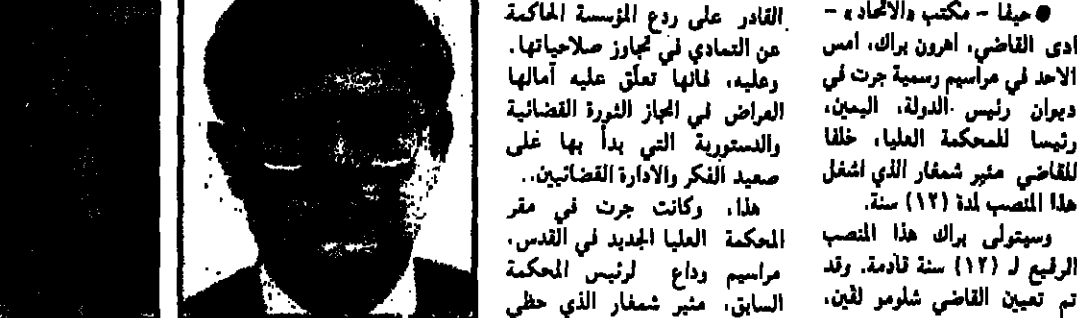 ● حيفا – مكتب «الاتحاد» –
ادى القاضي، اهرون براك، امس
الاحد في مراسيم رسمية جرت في
ديوان رئيس الدولة، اليمين،
رئيسا للمحكمة العليا، خلفا
للقاضي مئير شمغار الذي اشغل
هذا المنصب لمدة (١٢) سنة.
وسيتولى براك هذا المنصب
الرفيع لـ (١٢) سنة قادمة. وقد
تم تعيين القاضي شلومو لڤين،
القادر على ردع المؤسسة الحاكمة
عن التمادي في تجاوز صلاحياتها.
وعليه، فانها تعلّق عليه آمالها
العراض في انجاز الثورة القضائية
والدستورية التي بدأ بها على
صعيد الفكر والادارة القضائيين..
هذا، وكانت جرت في مقر
المحكمة العليا الجديد في القدس،
مراسيم وداع لرئيس المحكمة
السابق، مئير شمغار الذي حظي